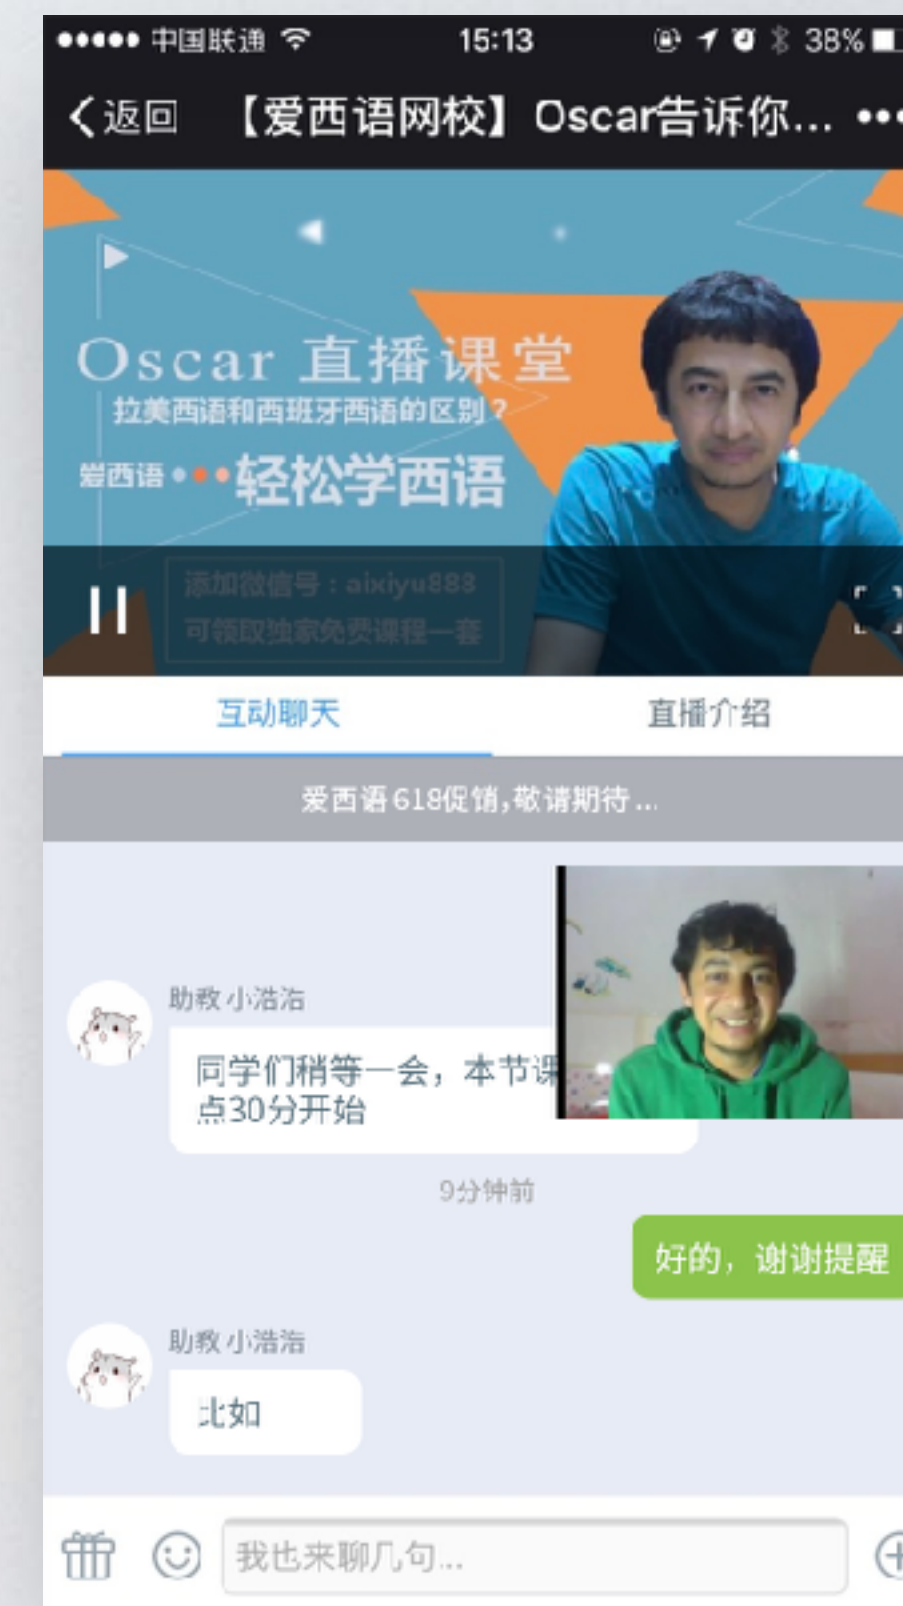 中国联通 15:13 38%
返回 【爱西语网校】Oscar告诉你...
Oscar 直播课堂
拉美西语和西班牙西语的区别？
爱西语 轻松学西语
添加微信号：aixiyu888
可领取独家免费课程一套
互动聊天 直播介绍
爱西语618促销,敬请期待...
助教 小浩浩
同学们稍等一会，本节课
点30分开始
9分钟前
好的，谢谢提醒
助教 小浩浩
比如
我也来聊几句...